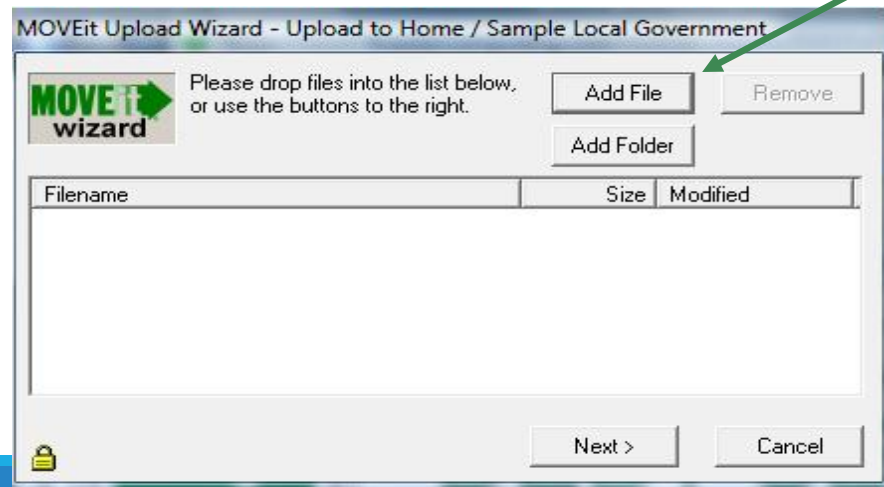 MOVEit Upload Wizard - Upload to Home / Sample Local Government
MOVEit
wizard
Please drop files into the list below,
or use the buttons to the right.
Add File
Remove
Add Folder
Filename Size Modified
Next > Cancel